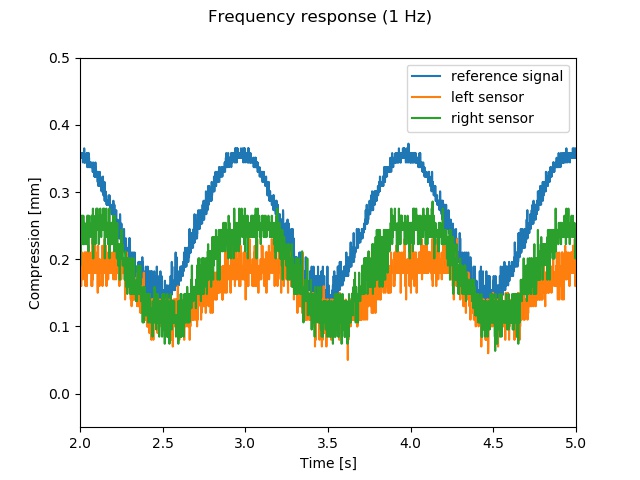 Frequency response (1 Hz)
reference signal
left sensor
right sensor
Compression [mm]
0.5
0.4
0.3
0.2
0.1
0.0
2.0 2.5 3.0 3.5 4.0 4.5 5.0
Time [s]